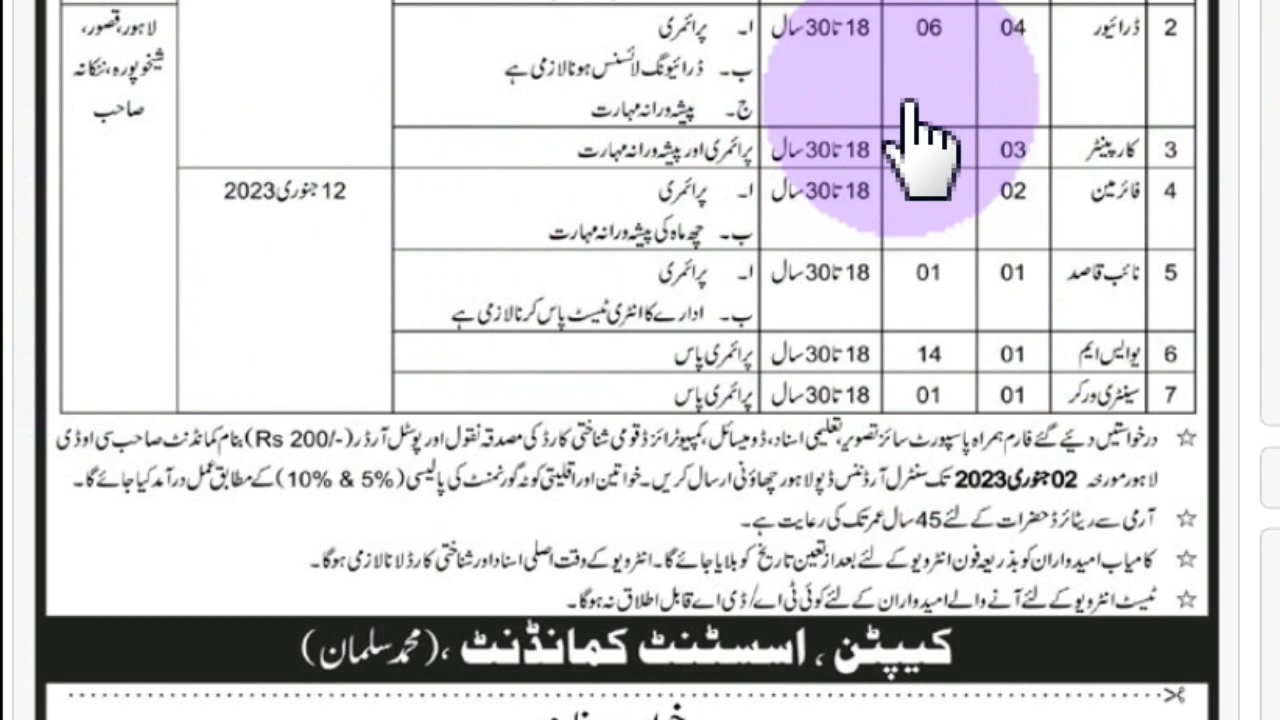 2 ڈرائیور 04 06 18 تا 30 سال ا۔ پرائمری
ب۔ ڈرائیونگ لائسنس ہونا لازمی ہے
ج۔ پیشہ ورانہ مہارت
لاہور، قصور،
شیخوپورہ، ننکانہ
صاحب
3 کارپینٹر 03 18 تا 30 سال پرائمری اور پیشہ ورانہ مہارت
4 فائرمین 02 18 تا 30 سال ا۔ پرائمری 12 جنوری 2023
ب۔ چھ ماہ کی پیشہ ورانہ مہارت
5 نائب قاصد 01 01 18 تا 30 سال ا۔ پرائمری
ب۔ ادارے کا انٹری ٹیسٹ پاس کرنا لازمی ہے
6 یو ایس ایم 01 14 18 تا 30 سال پرائمری پاس
7 سینٹری ورکر 01 01 18 تا 30 سال پرائمری پاس
☆ درخواستیں دیئے گئے فارم ہمراہ پاسپورٹ سائز تصویر، تعلیمی اسناد، ڈومیسائل، کمپیوٹرائزڈ قومی شناختی کارڈ کی مصدقہ نقول اور پوسٹل آرڈر (Rs 200/-) بنام کمانڈنٹ صاحب سی او ڈی
لاہور مورخہ 02 جنوری 2023 تک سنٹرل آرڈننس ڈپو لاہور چھاؤنی ارسال کریں۔ خواتین اور اقلیتی کوٹہ گورنمنٹ کی پالیسی (5% & 10%) کے مطابق عمل درآمد کیا جائے گا۔
☆ آرمی سے ریٹائرڈ حضرات کے لئے 45 سال عمر تک کی رعایت ہے۔
☆ کامیاب امیدواران کو بذریعہ فون انٹرویو کے لئے بعد از تعین تاریخ کو بلایا جائے گا۔ انٹرویو کے وقت اصلی اسناد اور شناختی کارڈ لانا لازمی ہوگا۔
☆ ٹیسٹ انٹرویو کے لئے آنے والے امیدواران کے لئے کوئی ٹی اے/ ڈی اے قابل اطلاق نہ ہوگا۔
کیپٹن، اسسٹنٹ کمانڈنٹ، (محمد سلمان)